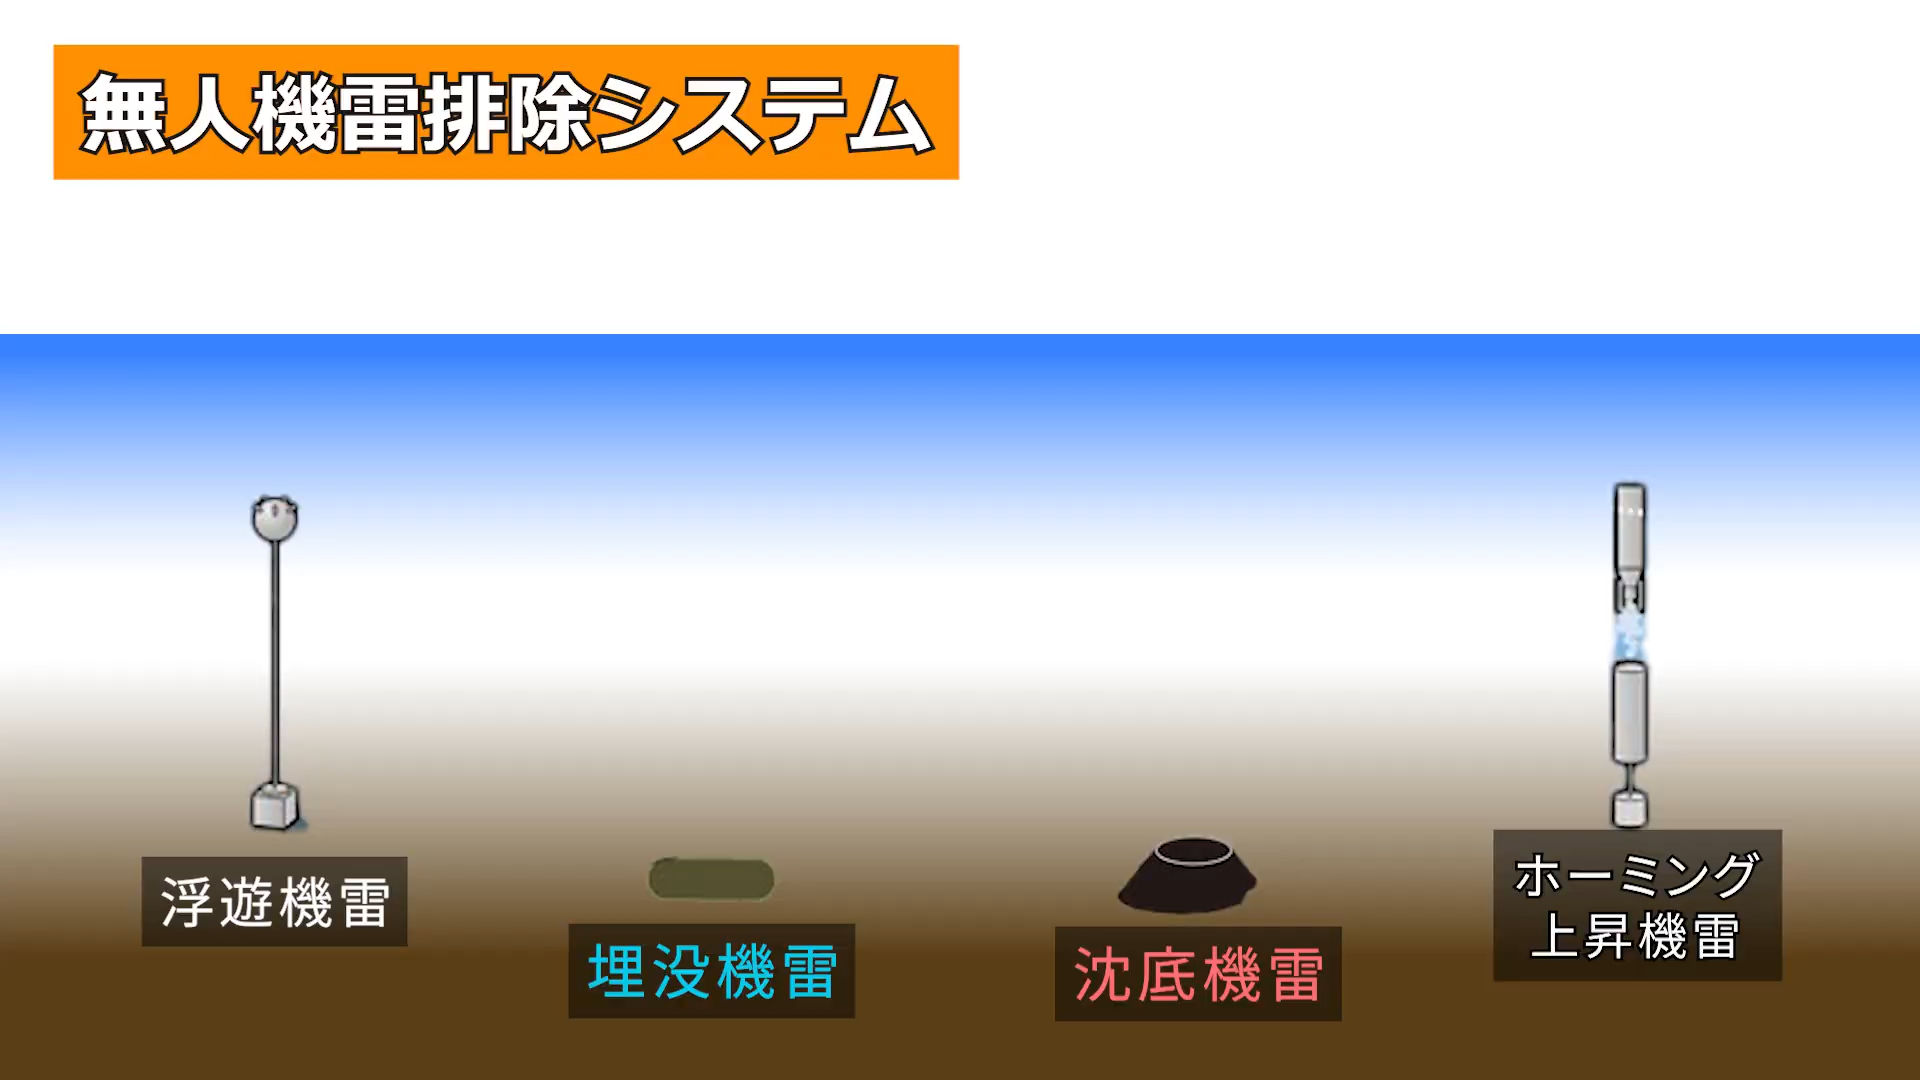 無人機雷排除システム
浮遊機雷
埋没機雷
沈底機雷
ホーミング
上昇機雷